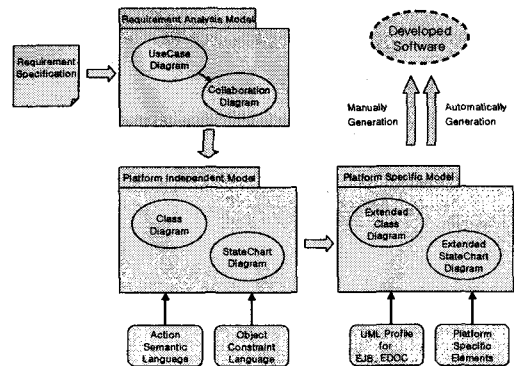 Requirement Analysis Model
Requirement
Specification
UseCase
Diagram
Collaboration
Diagram
Developed
Software
Manually
Generation
Automatically
Generation
Platform Independent Model
Class
Diagram
StateChart
Diagram
Platform Specific Model
Extended
Class
Diagram
Extended
StateChart
Diagram
Action
Semantic
Language
Object
Constraint
Language
UML Profile
for
EJB, EDOC
Platform
Specific
Elements